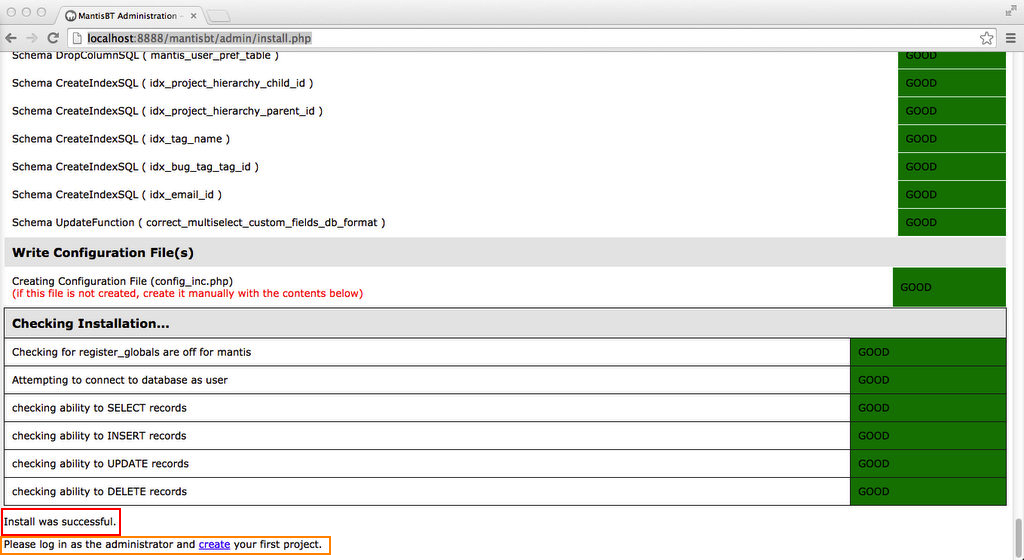 MantisBT Administration -
localhost:8888/mantisbt/admin/install.php
Schema DropColumnSQL ( mantis_user_pref_table ) GOOD
Schema CreateIndexSQL ( idx_project_hierarchy_child_id ) GOOD
Schema CreateIndexSQL ( idx_project_hierarchy_parent_id ) GOOD
Schema CreateIndexSQL ( idx_tag_name ) GOOD
Schema CreateIndexSQL ( idx_bug_tag_tag_id ) GOOD
Schema CreateIndexSQL ( idx_email_id ) GOOD
Schema UpdateFunction ( correct_multiselect_custom_fields_db_format ) GOOD
Write Configuration File(s)
Creating Configuration File (config_inc.php) GOOD
(if this file is not created, create it manually with the contents below)
Checking Installation...
Checking for register_globals are off for mantis GOOD
Attempting to connect to database as user GOOD
checking ability to SELECT records GOOD
checking ability to INSERT records GOOD
checking ability to UPDATE records GOOD
checking ability to DELETE records GOOD
Install was successful.
Please log in as the administrator and create your first project.